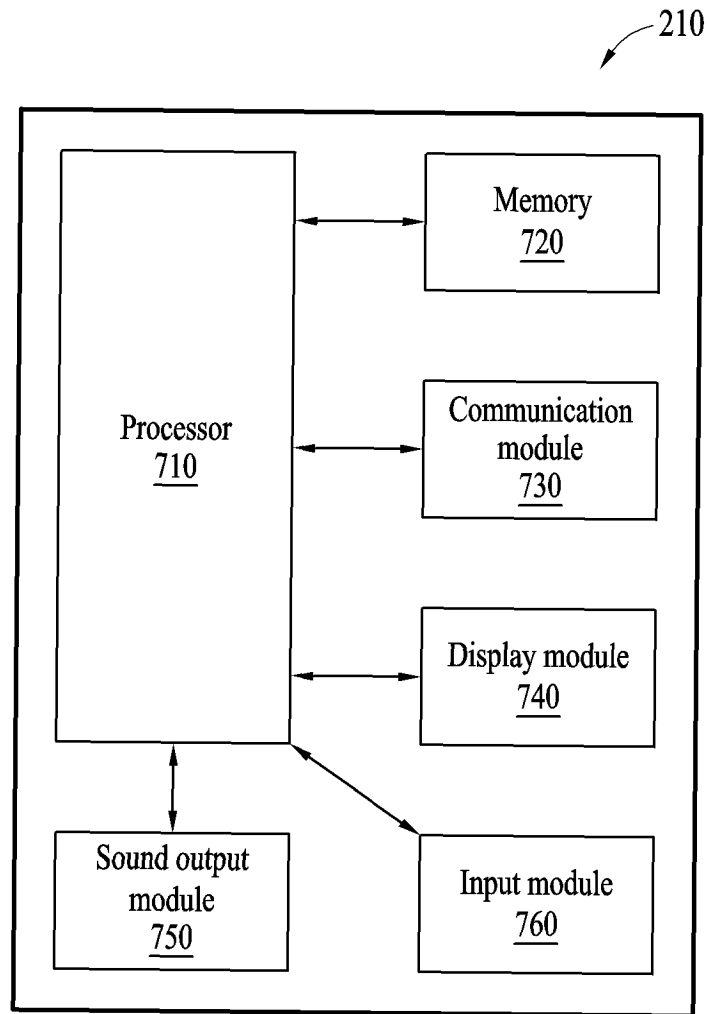 210
Processor
710
Memory
720
Communication
module
730
Display module
740
Sound output
module
750
Input module
760